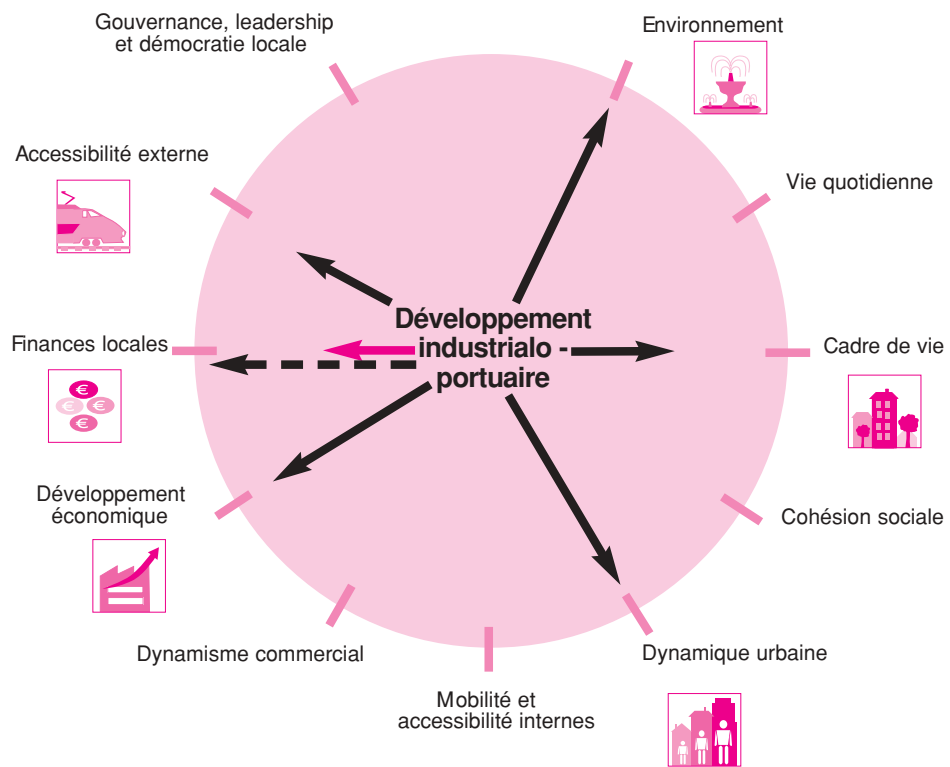 Gouvernance, leadership
et démocratie locale
Environnement
Accessibilité externe
Vie quotidienne
Développement
industrialo -
portuaire
Finances locales
€
€
€
€
Cadre de vie
Développement
économique
Cohésion sociale
Dynamisme commercial
Mobilité et
accessibilité internes
Dynamique urbaine